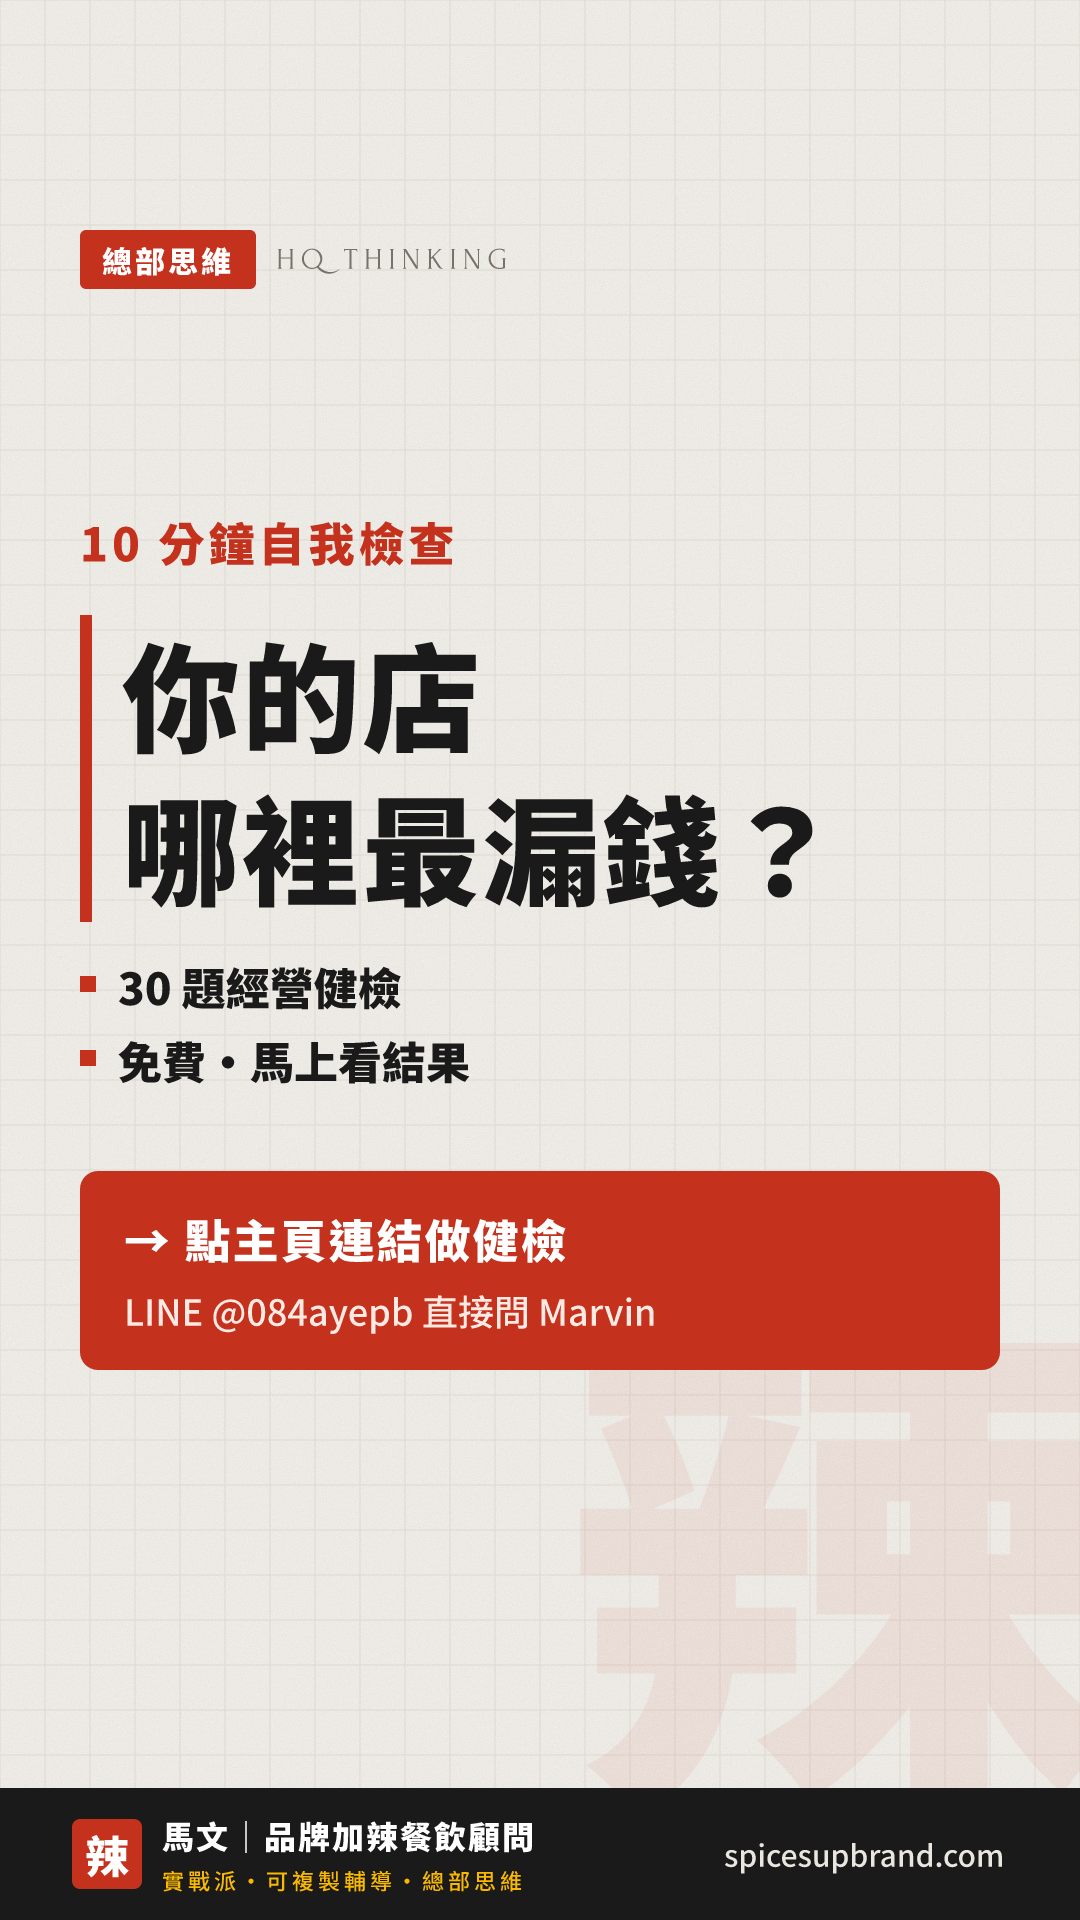 總部思維 HQ THINKING
10 分鐘自我檢查
你的店
哪裡最漏錢？
30 題經營健檢
免費・馬上看結果
→ 點主頁連結做健檢
LINE @084ayepb 直接問 Marvin
辣
辣
馬文｜品牌加辣餐飲顧問
實戰派・可複製輔導・總部思維
spicesupbrand.com